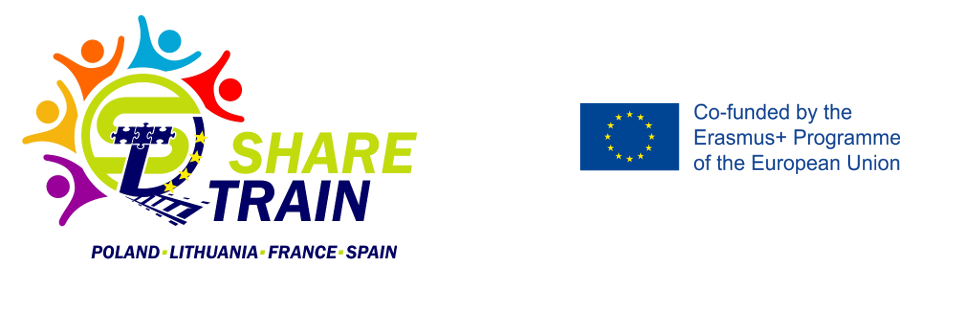 SHARE
TRAIN
POLAND·LITHUANIA·FRANCE·SPAIN
Co-funded by the
Erasmus+ Programme
of the European Union